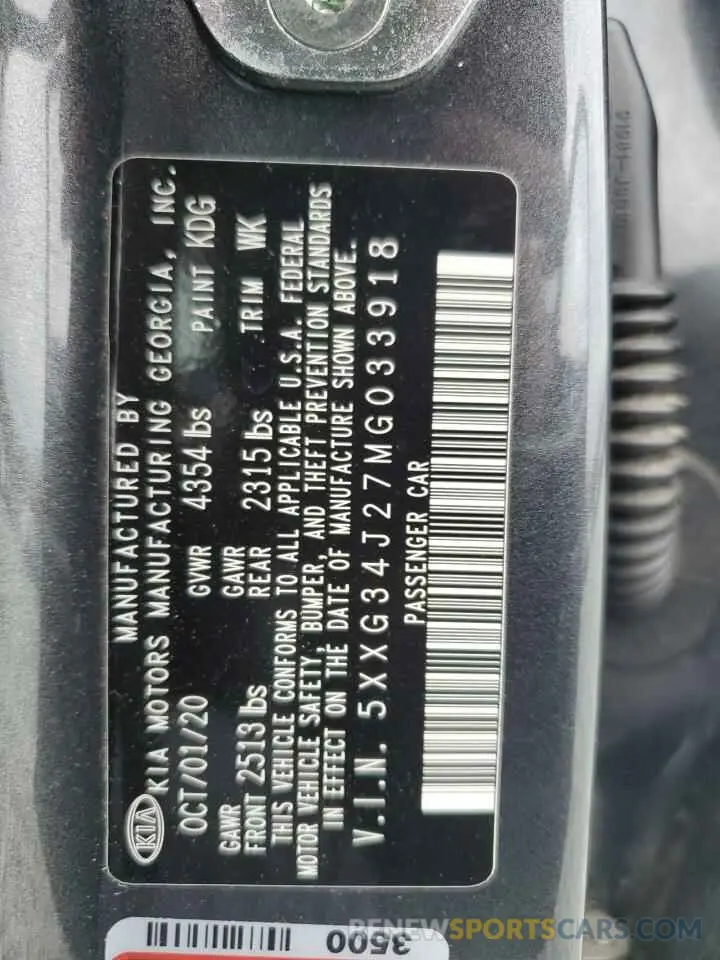 MANUFACTURED BY
KIA KIA MOTORS MANUFACTURING GEORGIA, INC.
OCT/01/20 GVWR 4354 lbs PAINT KDG
GAWR FRONT 2513 lbs GAWR REAR 2315 lbs TRIM WK
THIS VEHICLE CONFORMS TO ALL APPLICABLE U.S.A. FEDERAL
MOTOR VEHICLE SAFETY, BUMPER, AND THEFT PREVENTION STANDARDS
IN EFFECT ON THE DATE OF MANUFACTURE SHOWN ABOVE.
V.I.N. 5XXG34J27MG033918
PASSENGER CAR
3500
RENEWSPORTSCARS.COM